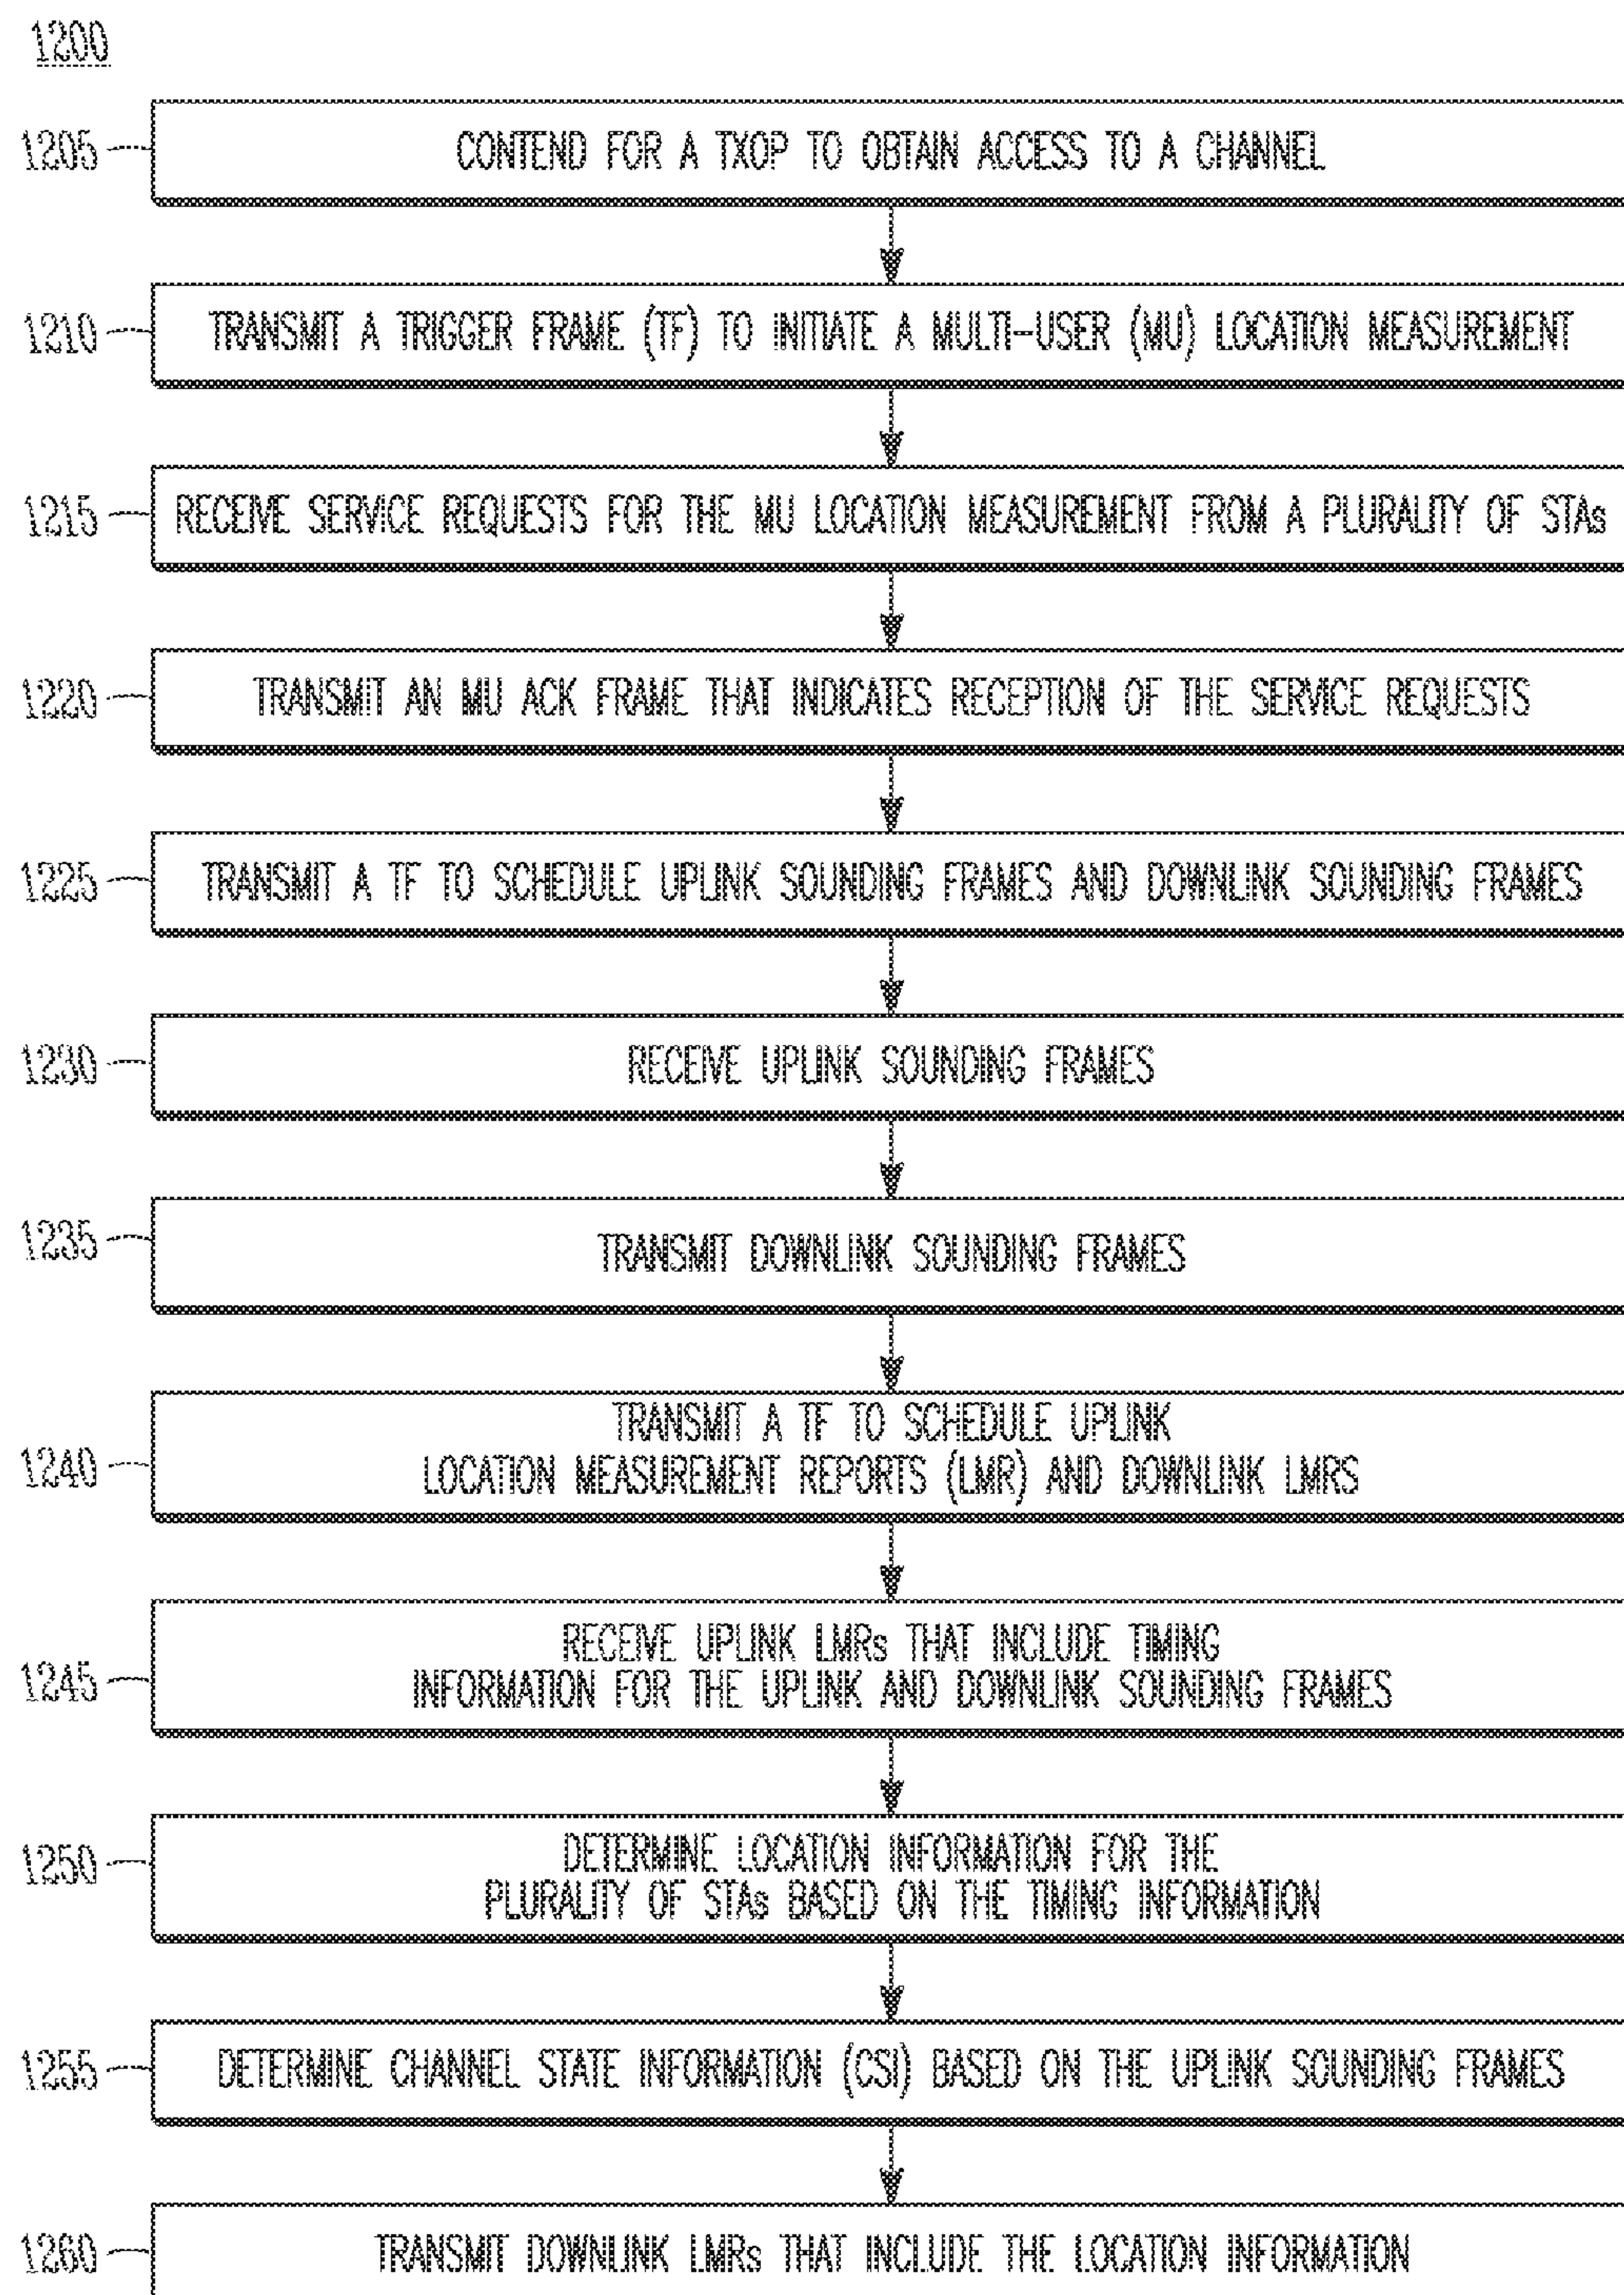 1200
1205
CONTEND FOR A TXOP TO OBTAIN ACCESS TO A CHANNEL
1210
TRANSMIT A TRIGGER FRAME (TF) TO INITIATE A MULTI-USER (MU) LOCATION MEASUREMENT
1215
RECEIVE SERVICE REQUESTS FOR THE MU LOCATION MEASUREMENT FROM A PLURALITY OF STAs
1220
TRANSMIT AN MU ACK FRAME THAT INDICATES RECEPTION OF THE SERVICE REQUESTS
1225
TRANSMIT A TF TO SCHEDULE UPLINK SOUNDING FRAMES AND DOWNLINK SOUNDING FRAMES
1230
RECEIVE UPLINK SOUNDING FRAMES
1235
TRANSMIT DOWNLINK SOUNDING FRAMES
1240
TRANSMIT A TF TO SCHEDULE UPLINK
LOCATION MEASUREMENT REPORTS (LMR) AND DOWNLINK LMRS
1245
RECEIVE UPLINK LMRs THAT INCLUDE TIMING
INFORMATION FOR THE UPLINK AND DOWNLINK SOUNDING FRAMES
1250
DETERMINE LOCATION INFORMATION FOR THE
PLURALITY OF STAs BASED ON THE TIMING INFORMATION
1255
DETERMINE CHANNEL STATE INFORMATION (CSI) BASED ON THE UPLINK SOUNDING FRAMES
1260
TRANSMIT DOWNLINK LMRs THAT INCLUDE THE LOCATION INFORMATION